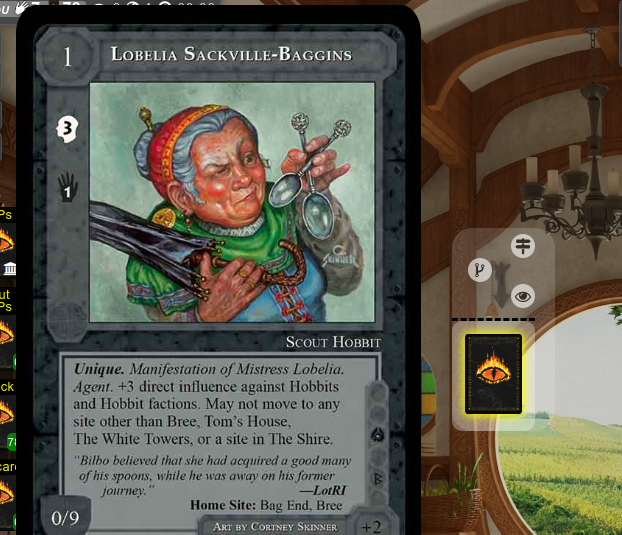 1 Lobelia Sackville-Baggins
3
1
Scout Hobbit
Unique. Manifestation of Mistress Lobelia.
Agent. +3 direct influence against Hobbits
and Hobbit factions. May not move to any
site other than Bree, Tom's House,
The White Towers, or a site in The Shire.
"Bilbo believed that she had acquired a good many
of his spoons, while he was away on his former
journey." —LotRI
Home Site: Bag End, Bree
0/9 Art by Cortney Skinner +2